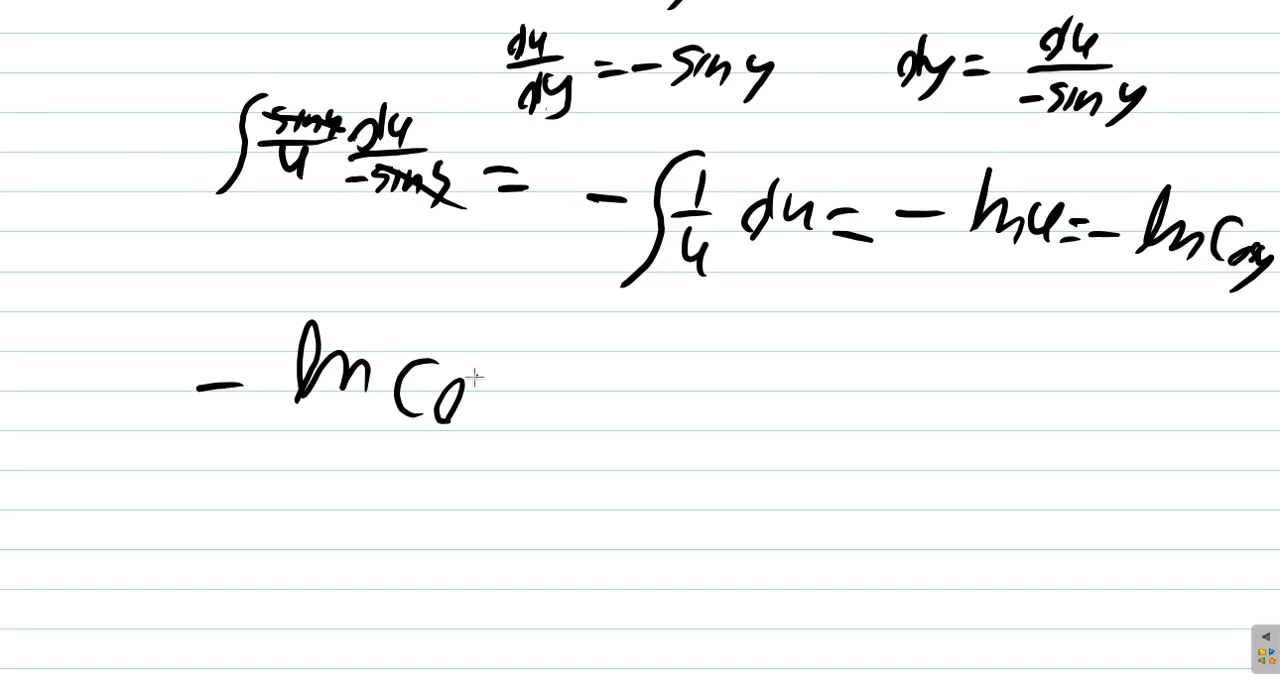 du/dy = - sin y   dy = du/(-sin y)
∫ sin y/u du/(-sin y) = - ∫ 1/u du = - ln u = - ln cos y
- ln co